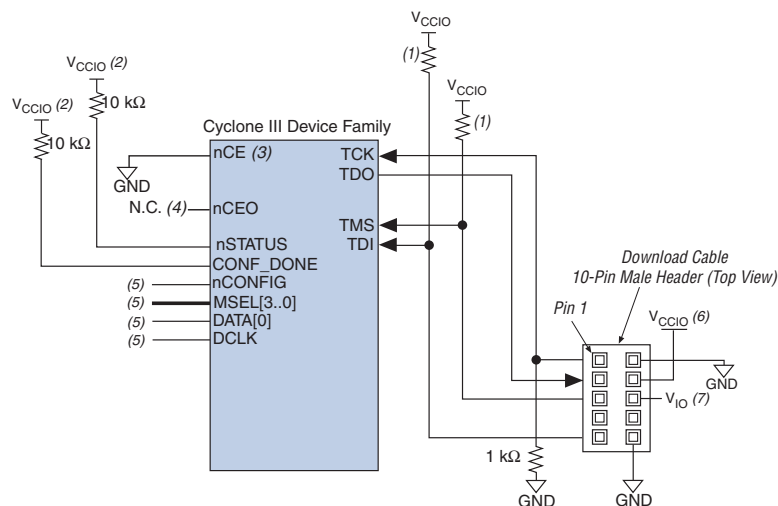 VCCIO
(1)
VCCIO (2)
10 kΩ
VCCIO (2)
10 kΩ
VCCIO
(1)
Cyclone III Device Family
nCE (3)
GND
N.C. (4)
nCEO
nSTATUS
CONF_DONE
(5)
nCONFIG
(5)
MSEL[3..0]
(5)
DATA[0]
(5)
DCLK
TCK
TDO
TMS
TDI
Download Cable
10-Pin Male Header (Top View)
Pin 1
VCCIO (6)
GND
VIO (7)
1 kΩ
GND
GND